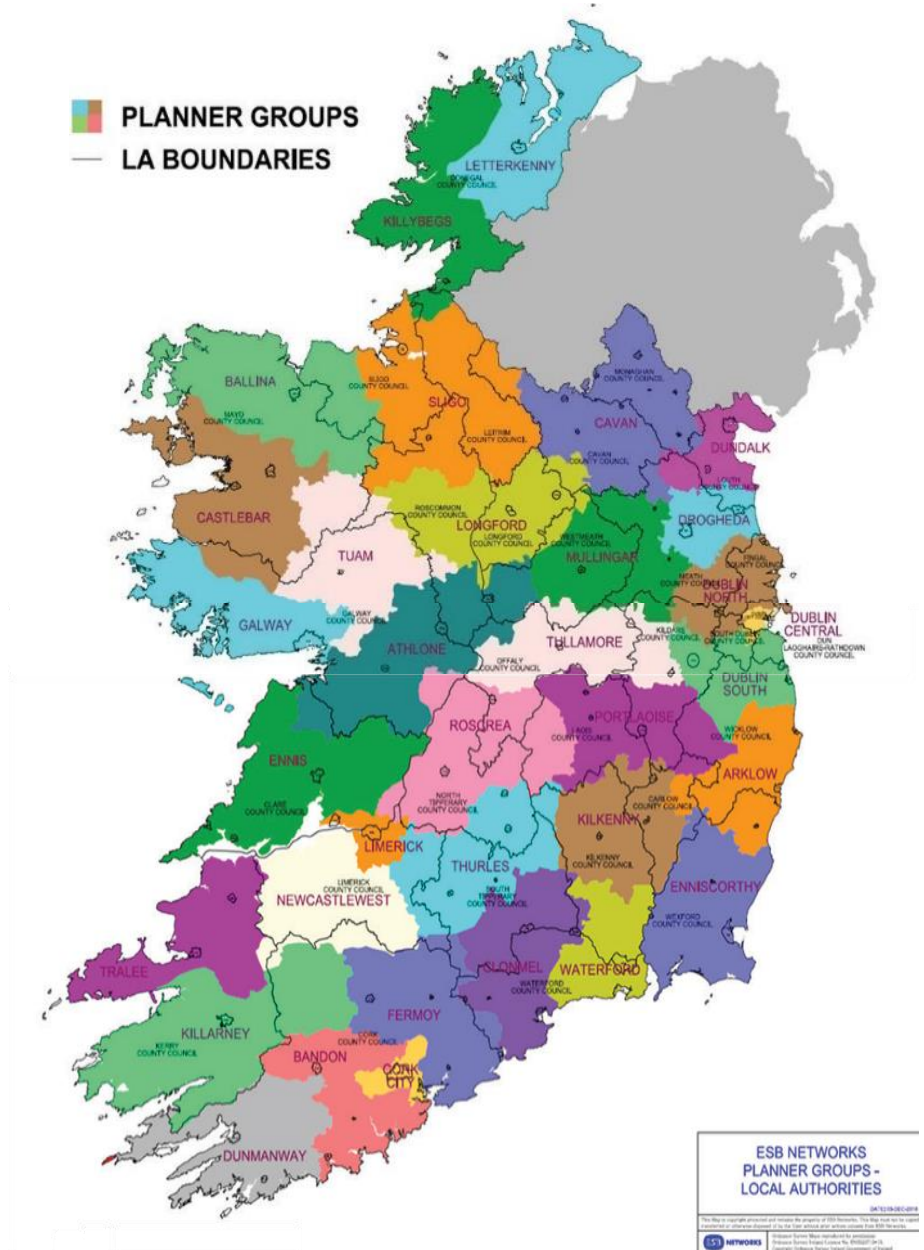 PLANNER GROUPS
LA BOUNDARIES
LETTERKENNY
DONEGAL
COUNTY COUNCIL
KILLYBEGS
BALLINA
MAYO
COUNTY COUNCIL
SLIGO
COUNTY COUNCIL
SLIGO
LEITRIM
COUNTY COUNCIL
MONAGHAN
COUNTY COUNCIL
CAVAN
CAVAN
COUNTY COUNCIL
DUNDALK
LOUTH
COUNTY COUNCIL
CASTLEBAR
TUAM
ROSCOMMON
COUNTY COUNCIL
LONGFORD
LONGFORD
COUNTY COUNCIL
WESTMEATH
COUNTY COUNCIL
MULLINGAR
DROGHEDA
FINGAL
COUNTY COUNCIL
MEATH
COUNTY COUNCIL
DUBLIN
NORTH
GALWAY
GALWAY
COUNTY COUNCIL
ATHLONE
TULLAMORE
OFFALY
COUNTY COUNCIL
KILDARE
COUNTY COUNCIL
SOUTH DUBLIN
COUNTY COUNCIL
DUBLIN
CENTRAL
DUN
LAOGHAIRE-RATHDOWN
COUNTY COUNCIL
DUBLIN
SOUTH
ROSCREA
PORTLAOISE
LAOIS
COUNTY COUNCIL
WICKLOW
COUNTY COUNCIL
ARKLOW
ENNIS
CLARE
COUNTY COUNCIL
NORTH
TIPPERARY
COUNTY COUNCIL
KILKENNY
CARLOW
COUNTY COUNCIL
KILKENNY
COUNTY COUNCIL
LIMERICK
THURLES
LIMERICK
COUNTY COUNCIL
NEWCASTLEWEST
SOUTH
TIPPERARY
COUNTY COUNCIL
ENNISCORTHY
WEXFORD
COUNTY COUNCIL
TRALEE
CLONMEL
WATERFORD
WATERFORD
COUNTY COUNCIL
KILLARNEY
KERRY
COUNTY COUNCIL
FERMOY
CORK
COUNTY COUNCIL
BANDON
CORK
CITY
DUNMANWAY
ESB NETWORKS
PLANNER GROUPS -
LOCAL AUTHORITIES
ESB NETWORKS